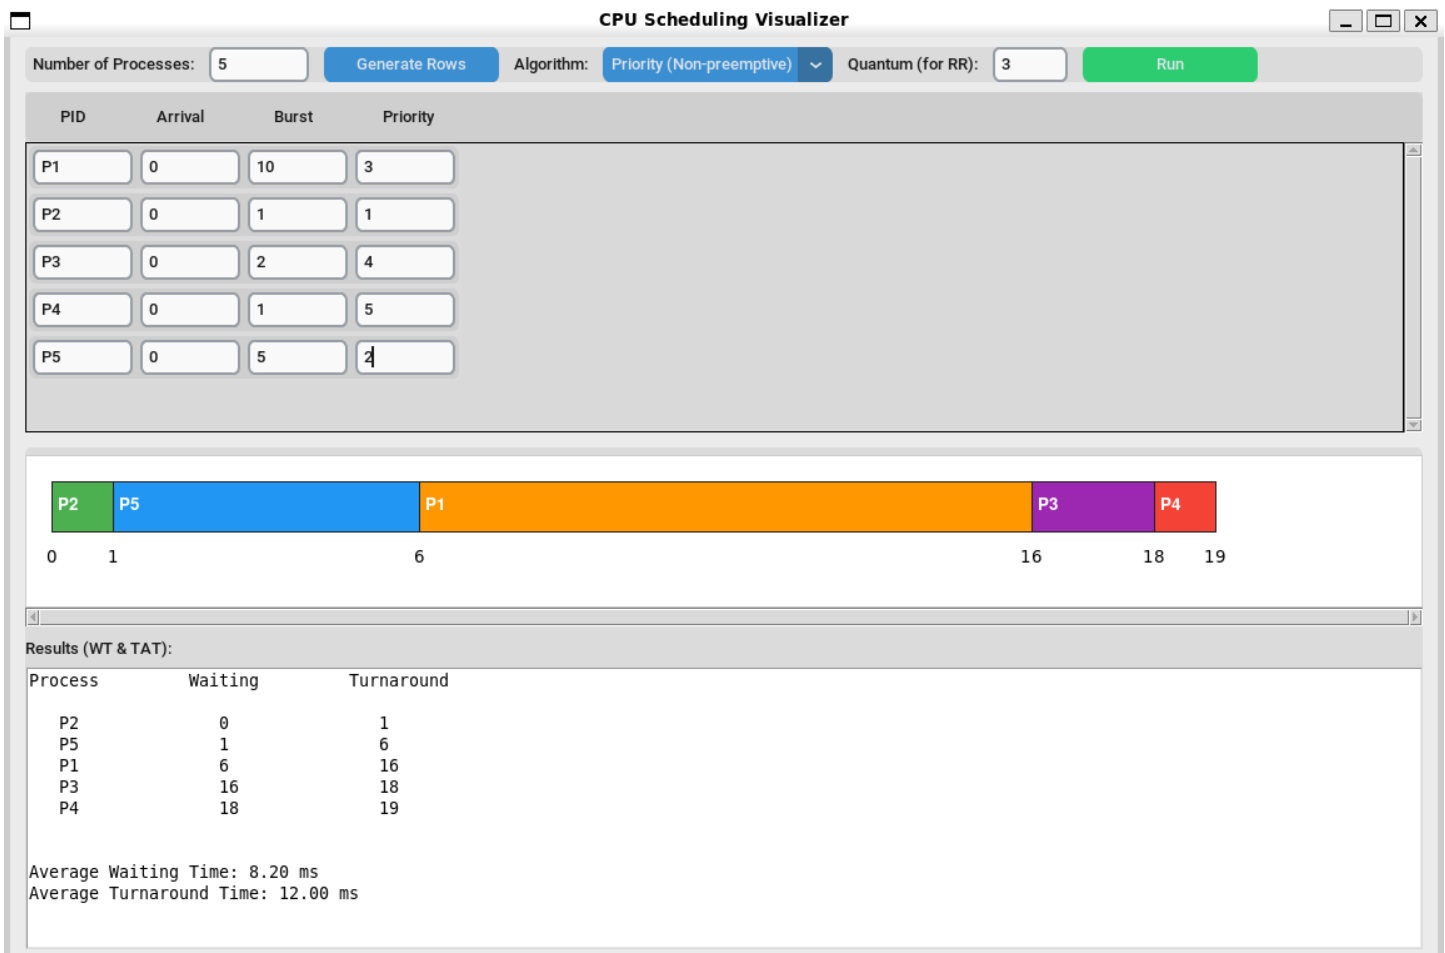 CPU Scheduling Visualizer
Number of Processes: 5 Generate Rows Algorithm: Priority (Non-preemptive) Quantum (for RR): 3 Run
PID Arrival Burst Priority
P1 0 10 3
P2 0 1 1
P3 0 2 4
P4 0 1 5
P5 0 5 2
P2 P5 P1 P3 P4
0 1 6 16 18 19
Results (WT & TAT):
Process Waiting Turnaround
P2 0 1
P5 1 6
P1 6 16
P3 16 18
P4 18 19
Average Waiting Time: 8.20 ms
Average Turnaround Time: 12.00 ms